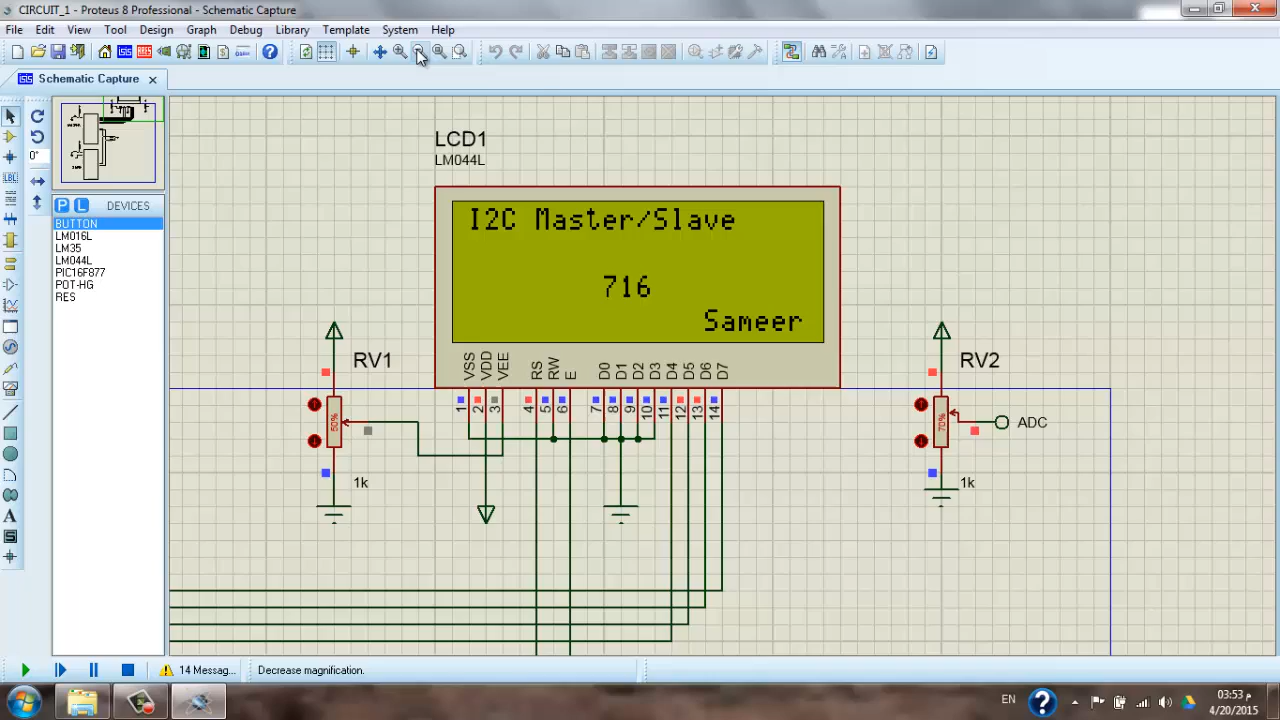 CIRCUIT_1 - Proteus 8 Professional - Schematic Capture
File Edit View Tool Design Graph Debug Library Template System Help
Schematic Capture
0°
P L DEVICES
BUTTON
LM016L
LM35
LM044L
PIC16F877
POT-HG
RES
LCD1
LM044L
I2C Master/Slave
716
Sameer
VSS VDD VEE RS RW E D0 D1 D2 D3 D4 D5 D6 D7
1 2 3 4 5 6 7 8 9 10 11 12 13 14
RV1
50%
1k
RV2
70%
ADC
1k
LBL
A
14 Messag...
Decrease magnification.
EN
03:53 م
4/20/2015